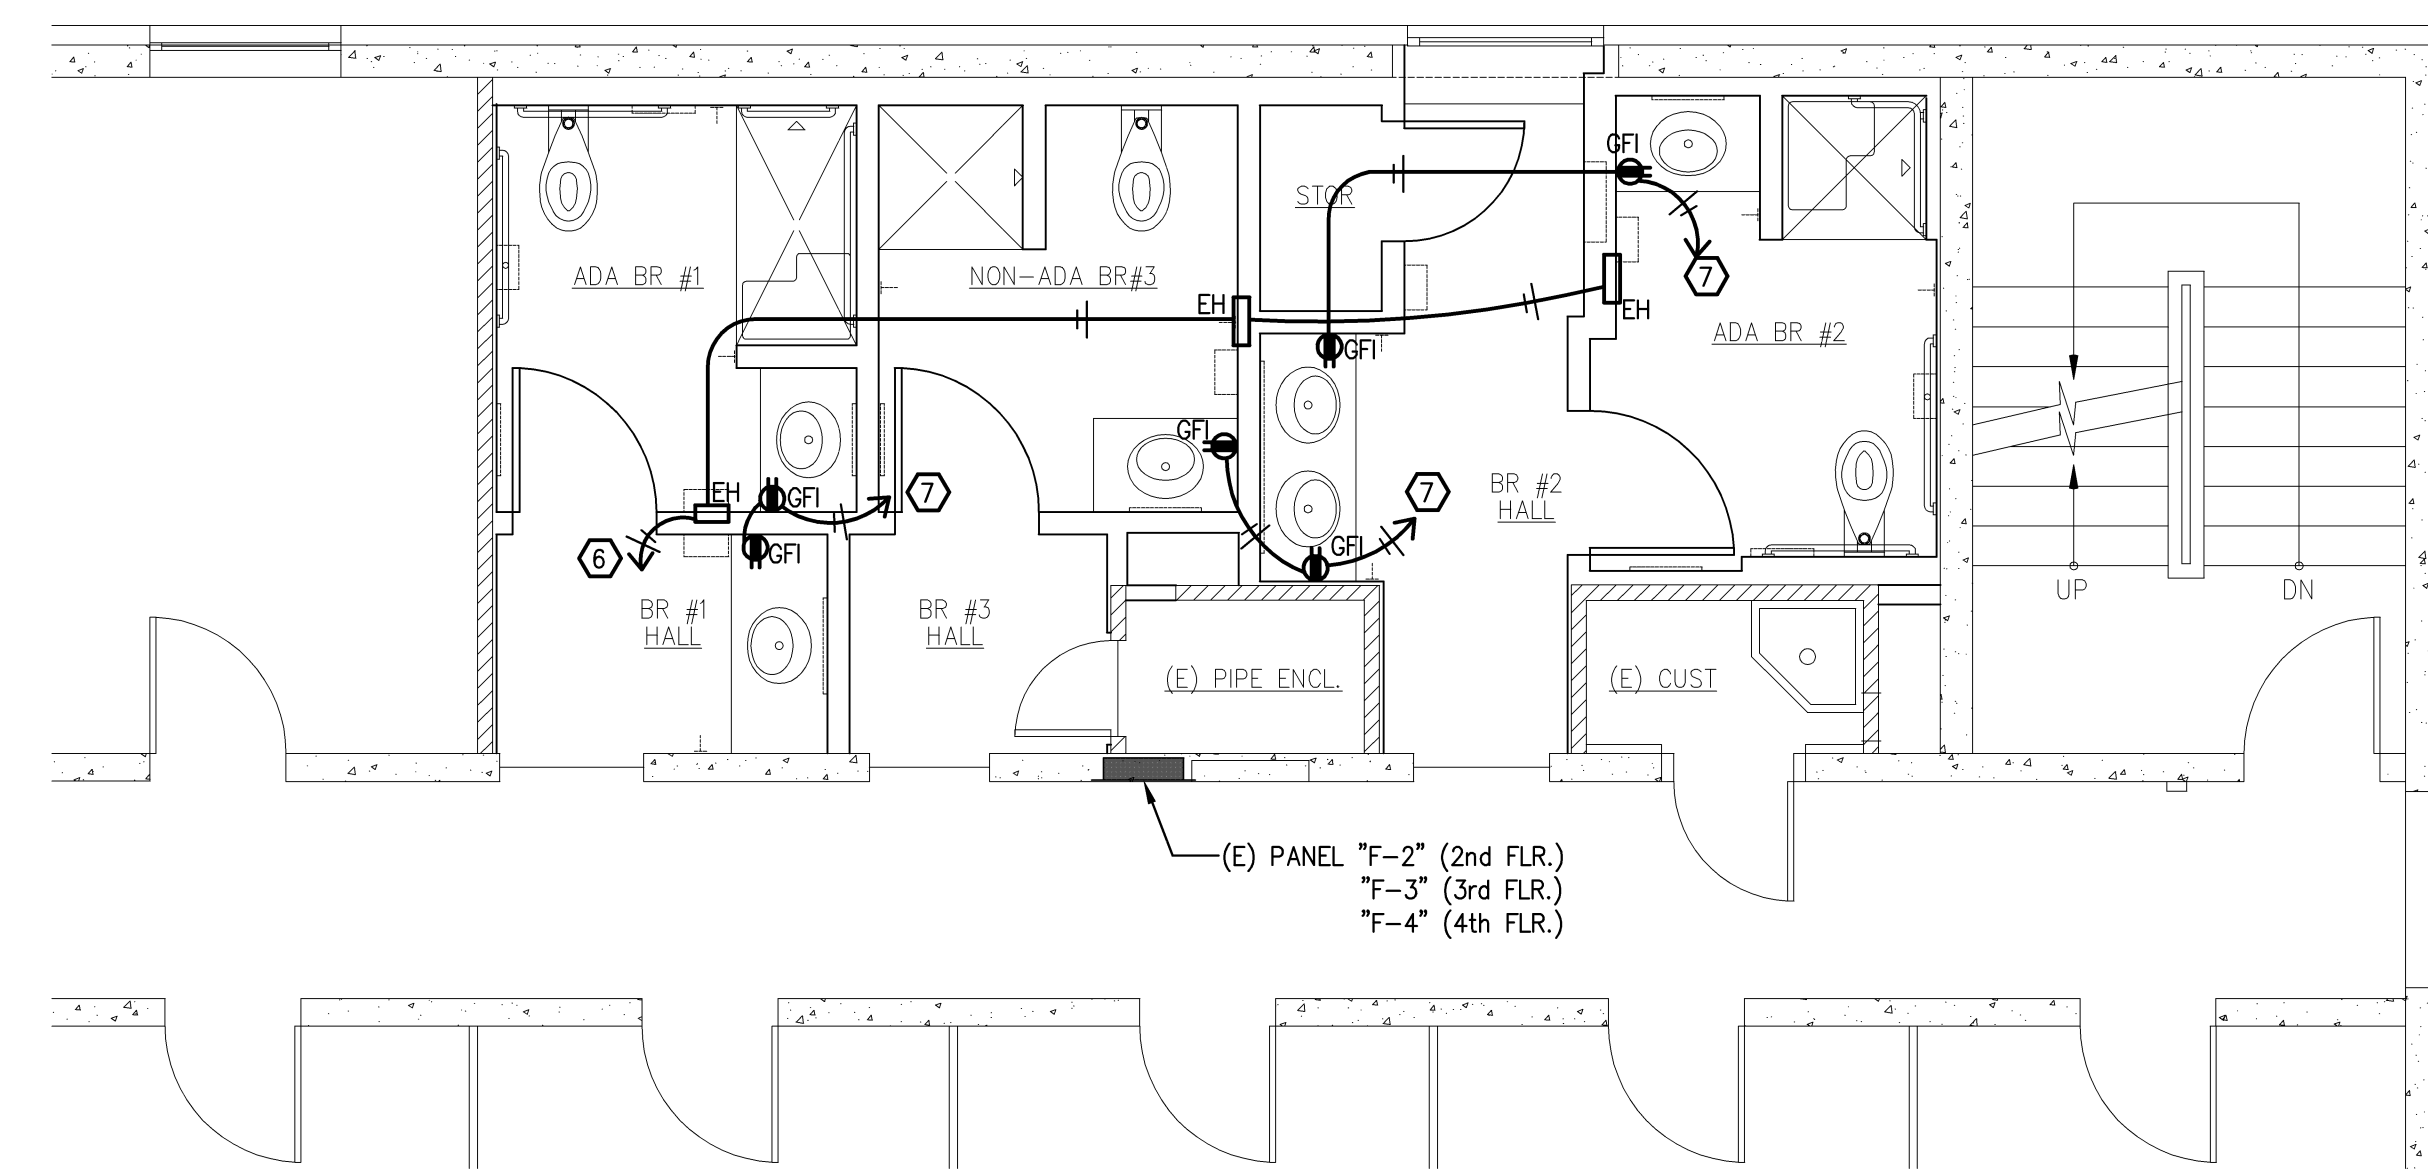 GFI
STOR
ADA BR #1
NON-ADA BR#3
7
EH
EH
ADA BR #2
GFI
GFI
BR #2
HALL
EH
GFI
7
7
GFI
GFI
6
BR #1
HALL
BR #3
HALL
UP
DN
(E) PIPE ENCL.
(E) CUST
(E) PANEL "F-2" (2nd FLR.)
"F-3" (3rd FLR.)
"F-4" (4th FLR.)